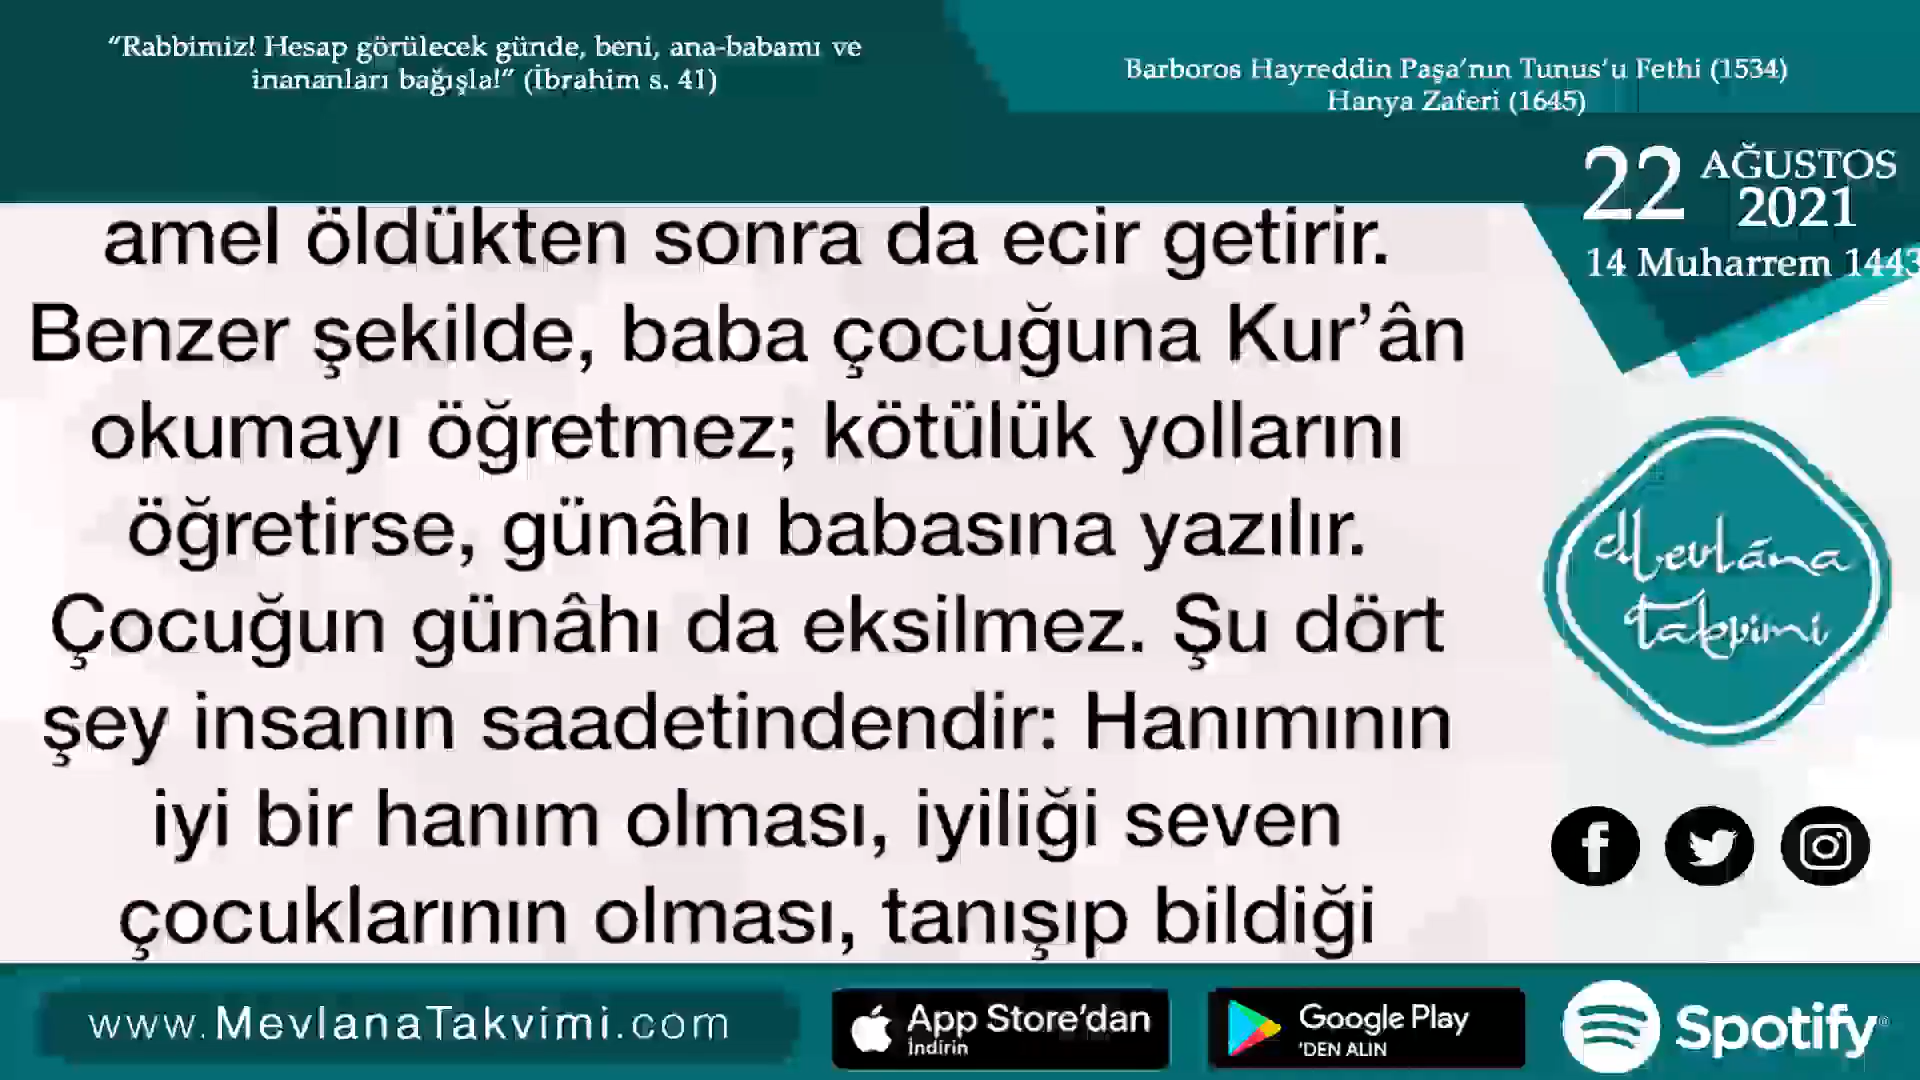 “Rabbimiz! Hesap görülecek günde, beni, ana-babamı ve
inananları bağışla!” (İbrahim s. 41)
Barboros Hayreddin Paşa’nın Tunus’u Fethi (1534)
Hanya Zaferi (1645)
22 AĞUSTOS
2021
14 Muharrem 1443
amel öldükten sonra da ecir getirir.
Benzer şekilde, baba çocuğuna Kur’ân
okumayı öğretmez; kötülük yollarını
öğretirse, günâhı babasına yazılır.
Çocuğun günâhı da eksilmez. Şu dört
şey insanın saadetindendir: Hanımının
iyi bir hanım olması, iyiliği seven
çocuklarının olması, tanışıp bildiği
Mevlâna
Takvimi
www.MevlanaTakvimi.com
App Store’dan
İndirin
Google Play
’DEN ALIN
Spotify®